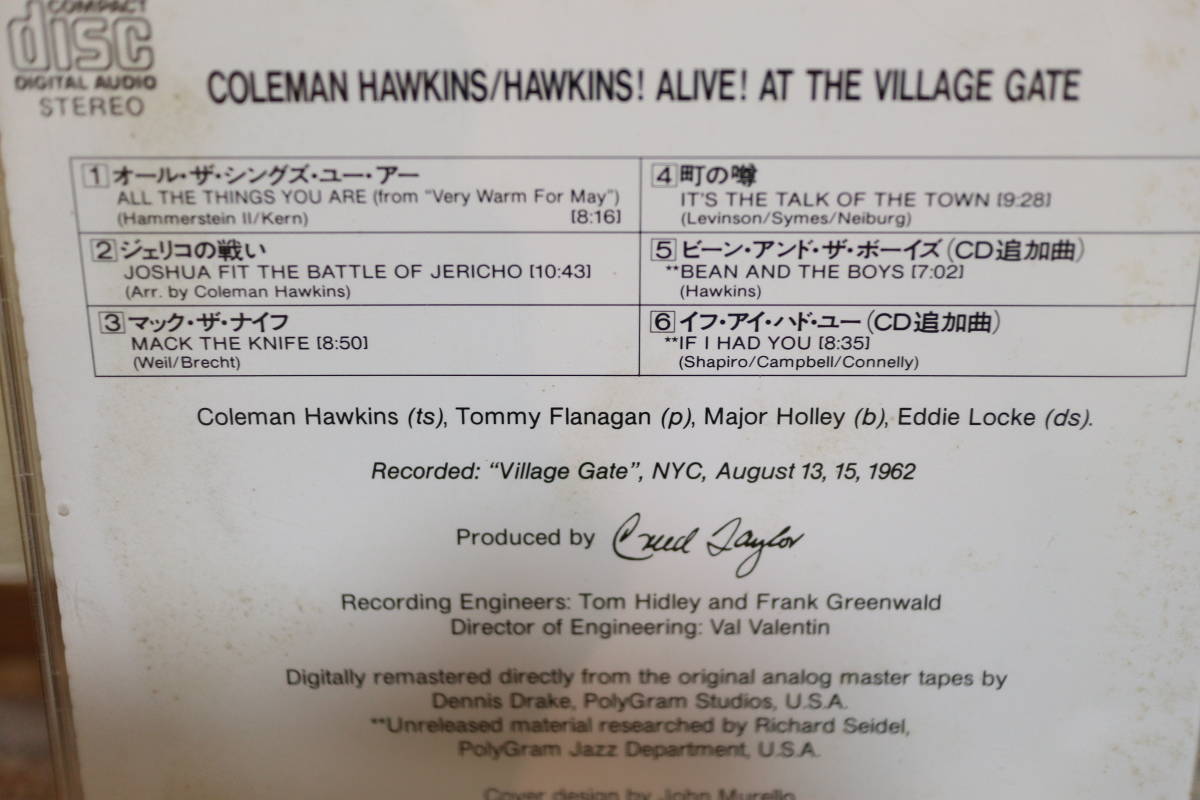 COMPACT
disc
DIGITAL AUDIO
STEREO
COLEMAN HAWKINS/HAWKINS! ALIVE! AT THE VILLAGE GATE
1 オール・ザ・シングズ・ユー・アー
ALL THE THINGS YOU ARE (from "Very Warm For May")
(Hammerstein II/Kern) [8:16]
2 ジェリコの戦い
JOSHUA FIT THE BATTLE OF JERICHO [10:43]
(Arr. by Coleman Hawkins)
3 マック・ザ・ナイフ
MACK THE KNIFE [8:50]
(Weil/Brecht)
4 町の噂
IT'S THE TALK OF THE TOWN [9:28]
(Levinson/Symes/Neiburg)
5 ビーン・アンド・ザ・ボーイズ(CD追加曲)
**BEAN AND THE BOYS [7:02]
(Hawkins)
6 イフ・アイ・ハド・ユー(CD追加曲)
**IF I HAD YOU [8:35]
(Shapiro/Campbell/Connelly)
Coleman Hawkins (ts), Tommy Flanagan (p), Major Holley (b), Eddie Locke (ds).
Recorded: "Village Gate", NYC, August 13, 15, 1962
Produced by Creed Taylor
Recording Engineers: Tom Hidley and Frank Greenwald
Director of Engineering: Val Valentin
Digitally remastered directly from the original analog master tapes by
Dennis Drake, PolyGram Studios, U.S.A.
**Unreleased material researched by Richard Seidel,
PolyGram Jazz Department, U.S.A.
Cover design by John Murello